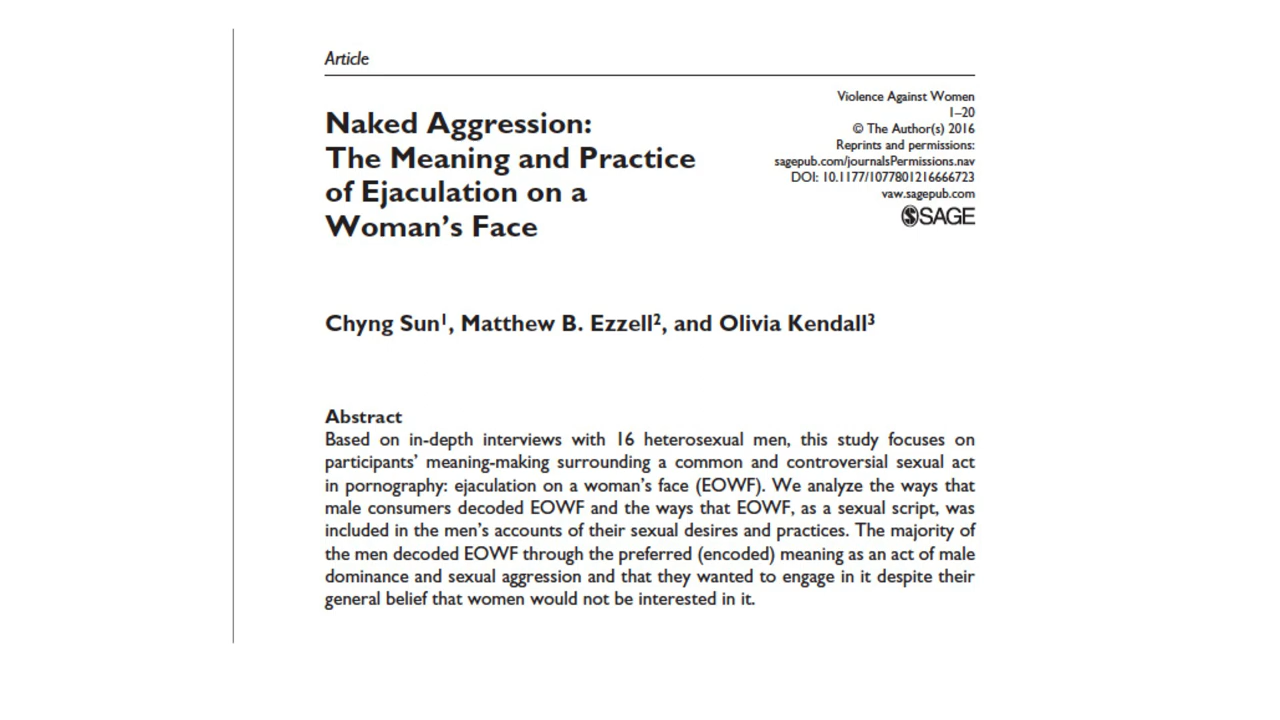 Article
Violence Against Women
1–20
© The Author(s) 2016
Reprints and permissions:
sagepub.com/journalsPermissions.nav
DOI: 10.1177/1077801216666723
vaw.sagepub.com
SAGE
Naked Aggression:
The Meaning and Practice
of Ejaculation on a
Woman’s Face
Chyng Sun1, Matthew B. Ezzell2, and Olivia Kendall3
Abstract
Based on in-depth interviews with 16 heterosexual men, this study focuses on
participants’ meaning-making surrounding a common and controversial sexual act
in pornography: ejaculation on a woman’s face (EOWF). We analyze the ways that
male consumers decoded EOWF and the ways that EOWF, as a sexual script, was
included in the men’s accounts of their sexual desires and practices. The majority of
the men decoded EOWF through the preferred (encoded) meaning as an act of male
dominance and sexual aggression and that they wanted to engage in it despite their
general belief that women would not be interested in it.